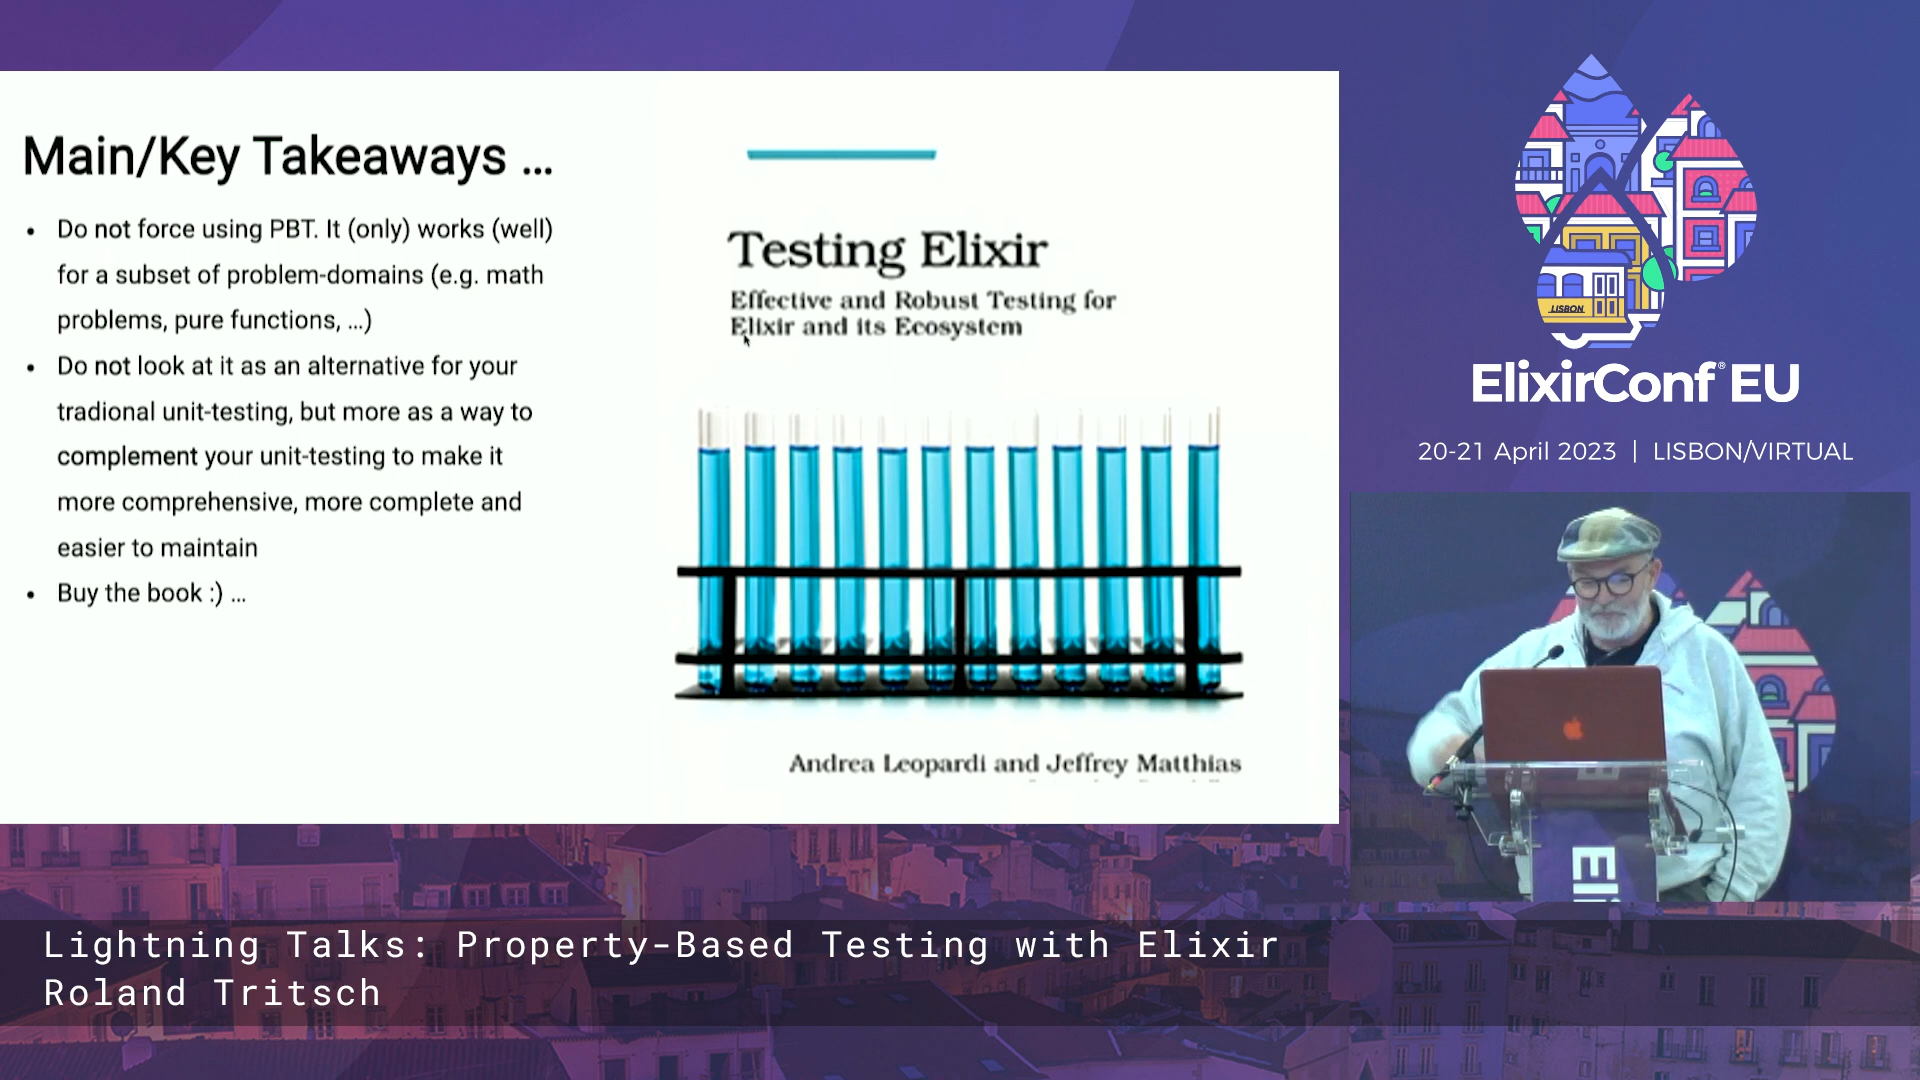 Main/Key Takeaways ...
• Do not force using PBT. It (only) works (well)
for a subset of problem-domains (e.g. math
problems, pure functions, ...)
• Do not look at it as an alternative for your
tradional unit-testing, but more as a way to
complement your unit-testing to make it
more comprehensive, more complete and
easier to maintain
• Buy the book :) ...
Testing Elixir
Effective and Robust Testing for
Elixir and its Ecosystem
Andrea Leopardi and Jeffrey Matthias
LISBON
ElixirConf® EU
20-21 April 2023 | LISBON/VIRTUAL
Eli
Lightning Talks: Property-Based Testing with Elixir
Roland Tritsch